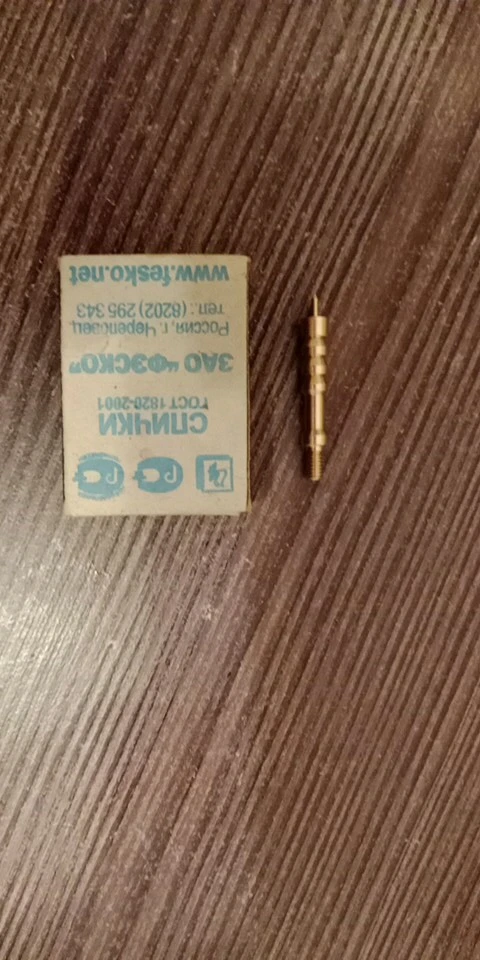 СПИЧКИ
ГОСТ 1820-2001
ЗАО "ФЭСКО"
Россия, г. Череповец,
тел.: (8202) 295 343
www.fesko.net